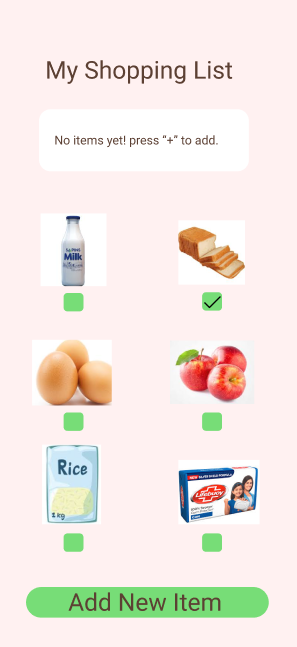 My Shopping List
No items yet! press “+” to add.
Milk
Rice
1 kg
Lifebuoy
Add New Item